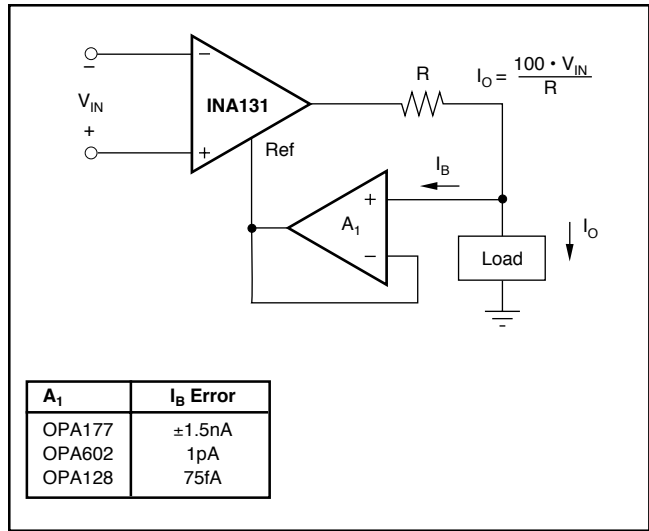 −
−
INA131
V_IN
+
+
Ref
R
I_O = 100 • V_IN / R
I_B
+
A_1
−
I_O
Load
A_1 I_B Error
OPA177 ±1.5nA
OPA602 1pA
OPA128 75fA